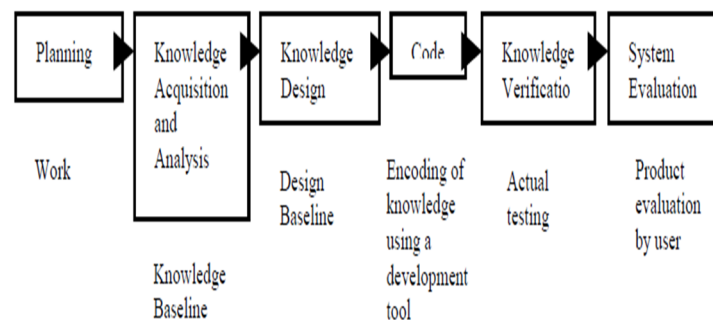 Planning
Knowledge
Acquisition
and
Analysis
Knowledge
Design
Code
Knowledge
Verificatio
System
Evaluation
Work
Knowledge
Baseline
Design
Baseline
Encoding of
knowledge
using a
development
tool
Actual
testing
Product
evaluation
by user